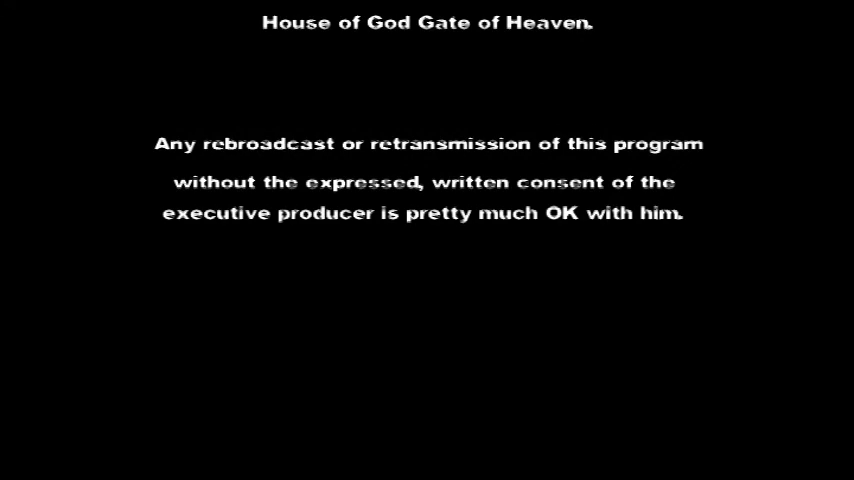 House of God Gate of Heaven.
Any rebroadcast or retransmission of this program
without the expressed, written consent of the
executive producer is pretty much OK with him.